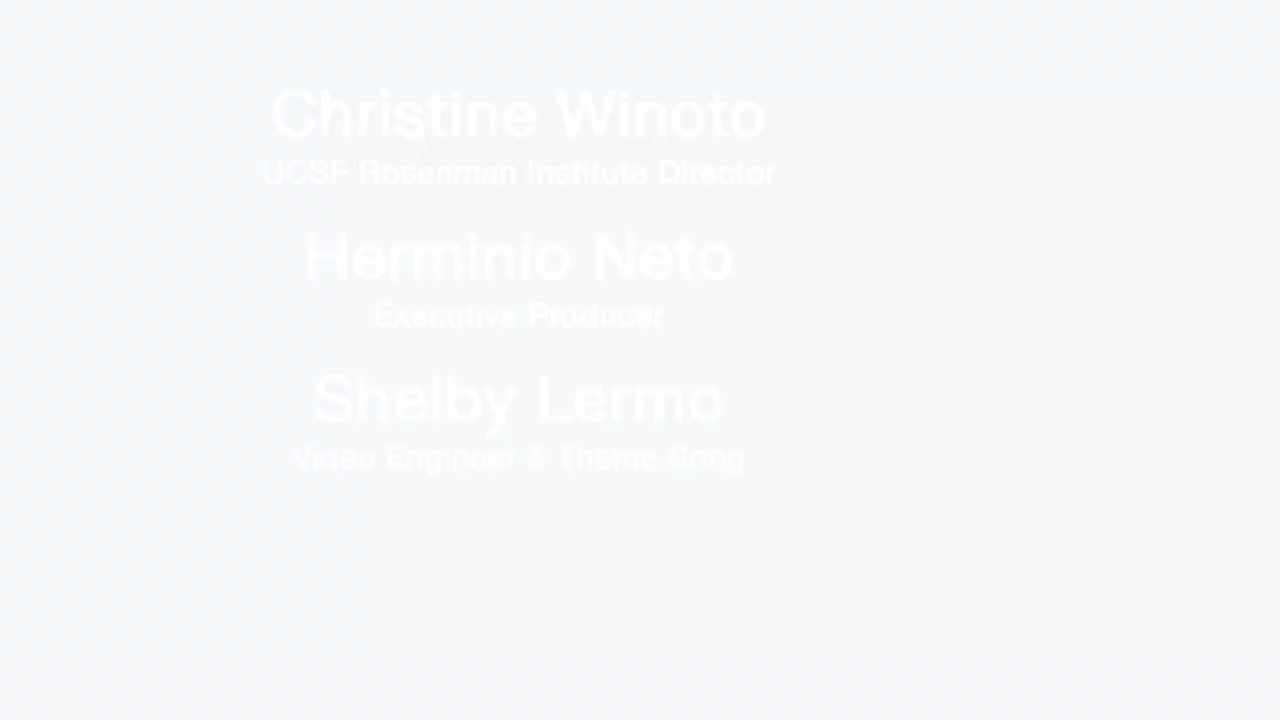 Christine Winoto
UCSF Rosenman Institute Director
Herminio Neto
Executive Producer
Shelby Lermo
Video Engineer & Theme Song